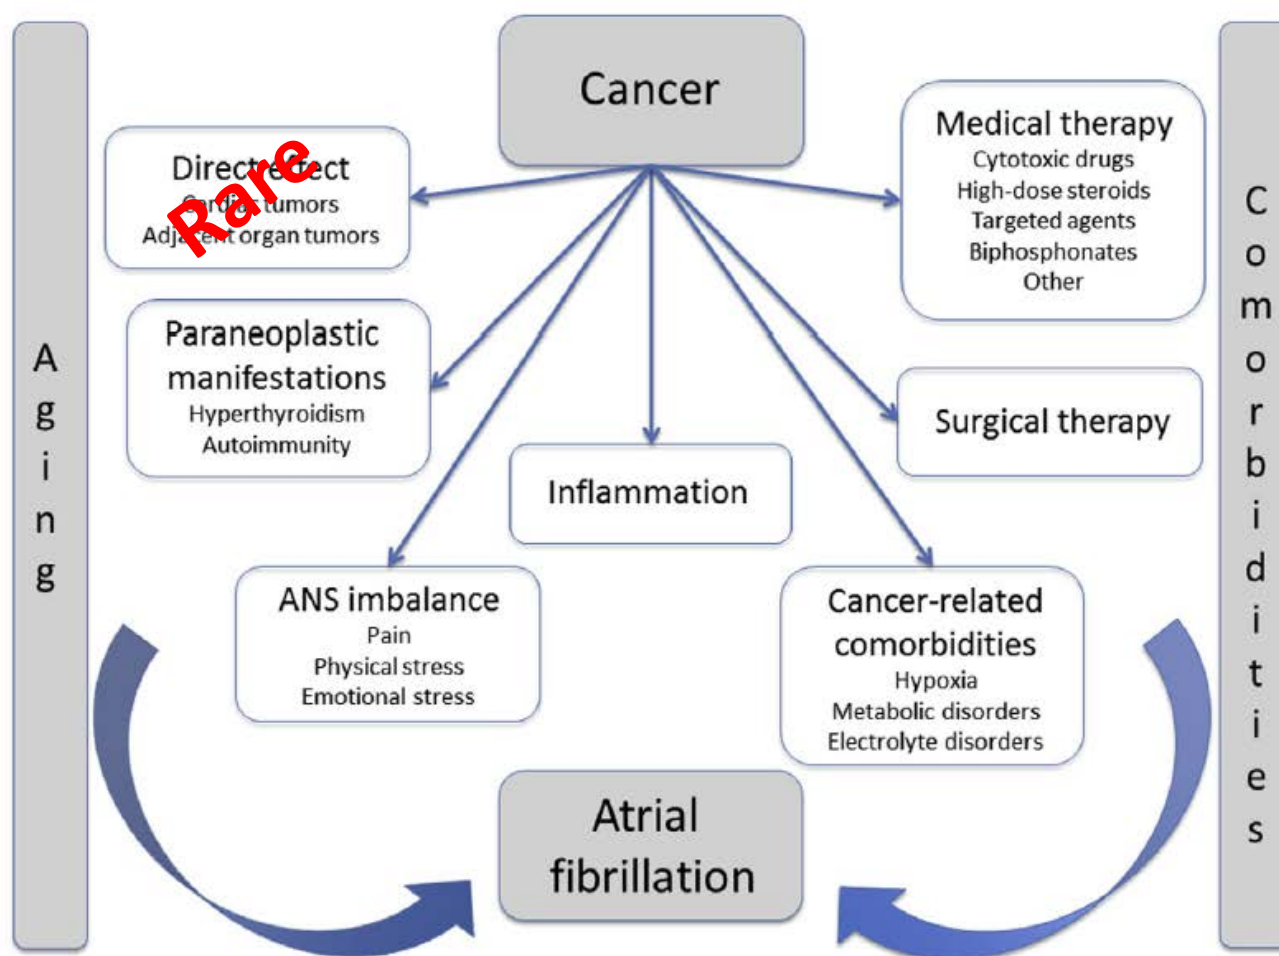 Cancer
Aging
Comorbidities
Direct effect
Cardiac tumors
Adjacent organ tumors
Rare
Medical therapy
Cytotoxic drugs
High-dose steroids
Targeted agents
Biphosphonates
Other
Paraneoplastic
manifestations
Hyperthyroidism
Autoimmunity
Surgical therapy
Inflammation
ANS imbalance
Pain
Physical stress
Emotional stress
Cancer-related
comorbidities
Hypoxia
Metabolic disorders
Electrolyte disorders
Atrial
fibrillation